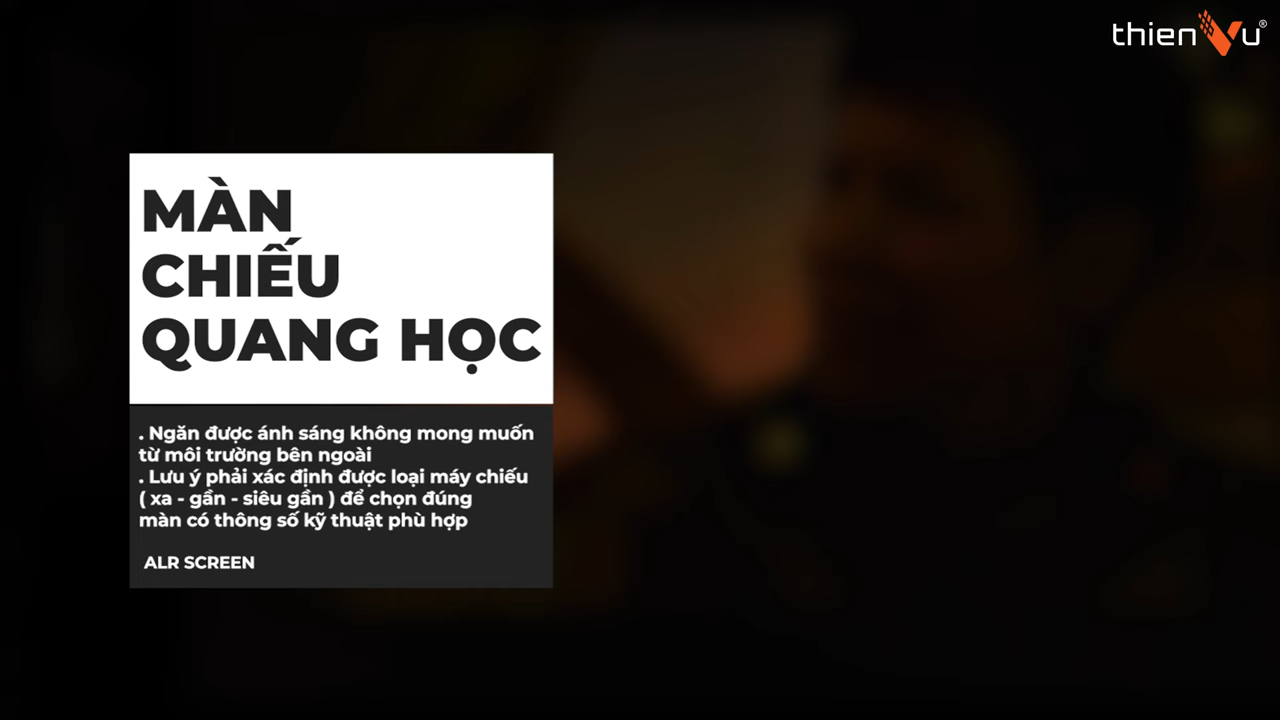 thienVu®
MÀN
CHIẾU
QUANG HỌC
. Ngăn được ánh sáng không mong muốn
từ môi trường bên ngoài
. Lưu ý phải xác định được loại máy chiếu
( xa - gần - siêu gần ) để chọn đúng
màn có thông số kỹ thuật phù hợp
ALR SCREEN